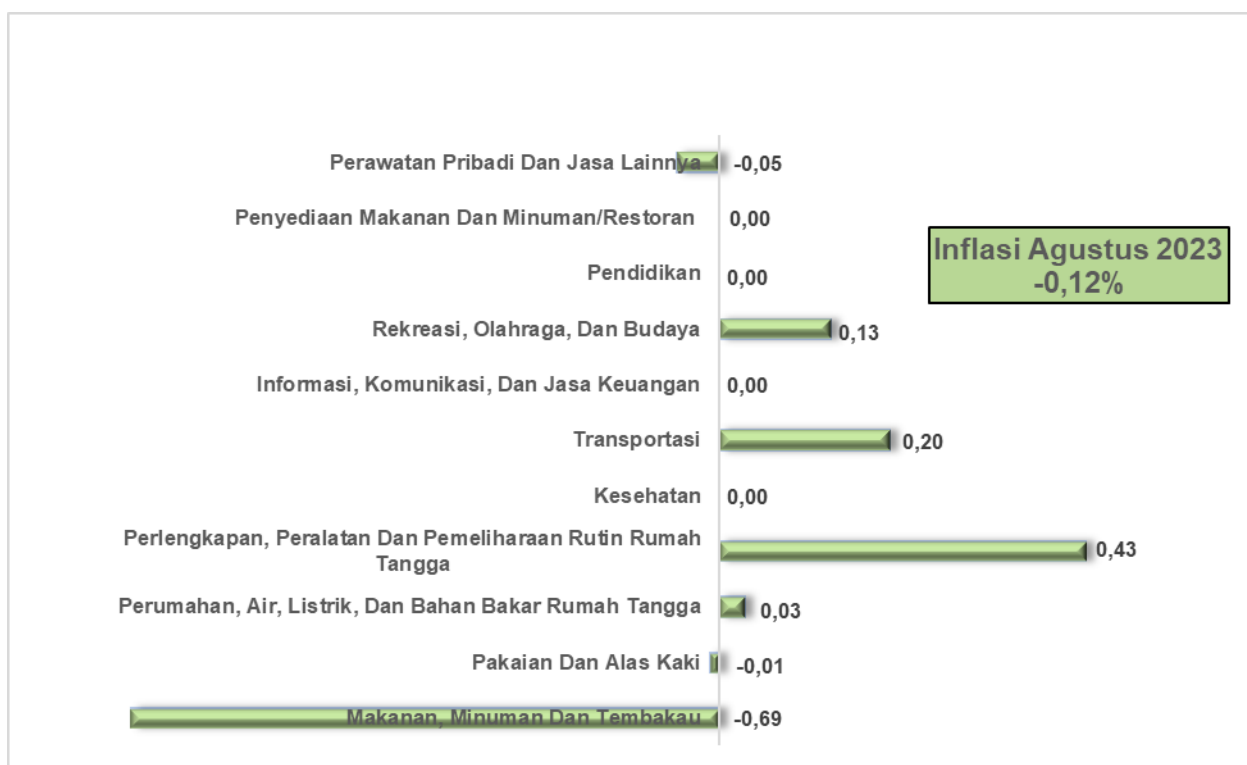 Perawatan Pribadi Dan Jasa Lainnya -0,05
Penyediaan Makanan Dan Minuman/Restoran 0,00
Inflasi Agustus 2023
-0,12%
Pendidikan 0,00
Rekreasi, Olahraga, Dan Budaya 0,13
Informasi, Komunikasi, Dan Jasa Keuangan 0,00
Transportasi 0,20
Kesehatan 0,00
Perlengkapan, Peralatan Dan Pemeliharaan Rutin Rumah
Tangga 0,43
Perumahan, Air, Listrik, Dan Bahan Bakar Rumah Tangga 0,03
Pakaian Dan Alas Kaki -0,01
Makanan, Minuman Dan Tembakau -0,69